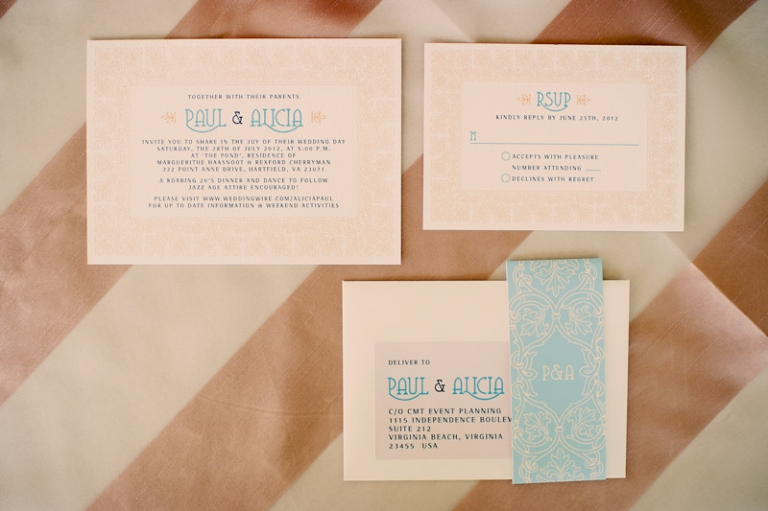 TOGETHER WITH THEIR PARENTS
PAUL & ALICIA
INVITE YOU TO SHARE IN THE JOY OF THEIR WEDDING DAY
SATURDAY, THE 28TH OF JULY 2012, AT 5:00 P.M.
AT 'THE POND', RESIDENCE OF
MARGUERITHE HAASNOOT & REXFORD CHERRYMAN
722 POINT ANNE DRIVE, HARTFIELD, VA 23071
A ROARING 20'S DINNER AND DANCE TO FOLLOW
JAZZ AGE ATTIRE ENCOURAGED!
PLEASE VISIT WWW.WEDDINGWIRE.COM/ALICIAPAUL
FOR UP TO DATE INFORMATION & WEEKEND ACTIVITIES
RSVP
KINDLY REPLY BY JUNE 25TH, 2012
M
ACCEPTS WITH PLEASURE
NUMBER ATTENDING ___
DECLINES WITH REGRET
DELIVER TO
PAUL & ALICIA
C/O CMT EVENT PLANNING
1115 INDEPENDENCE BOULEV
SUITE 212
VIRGINIA BEACH, VIRGINIA
23455 USA
P&A